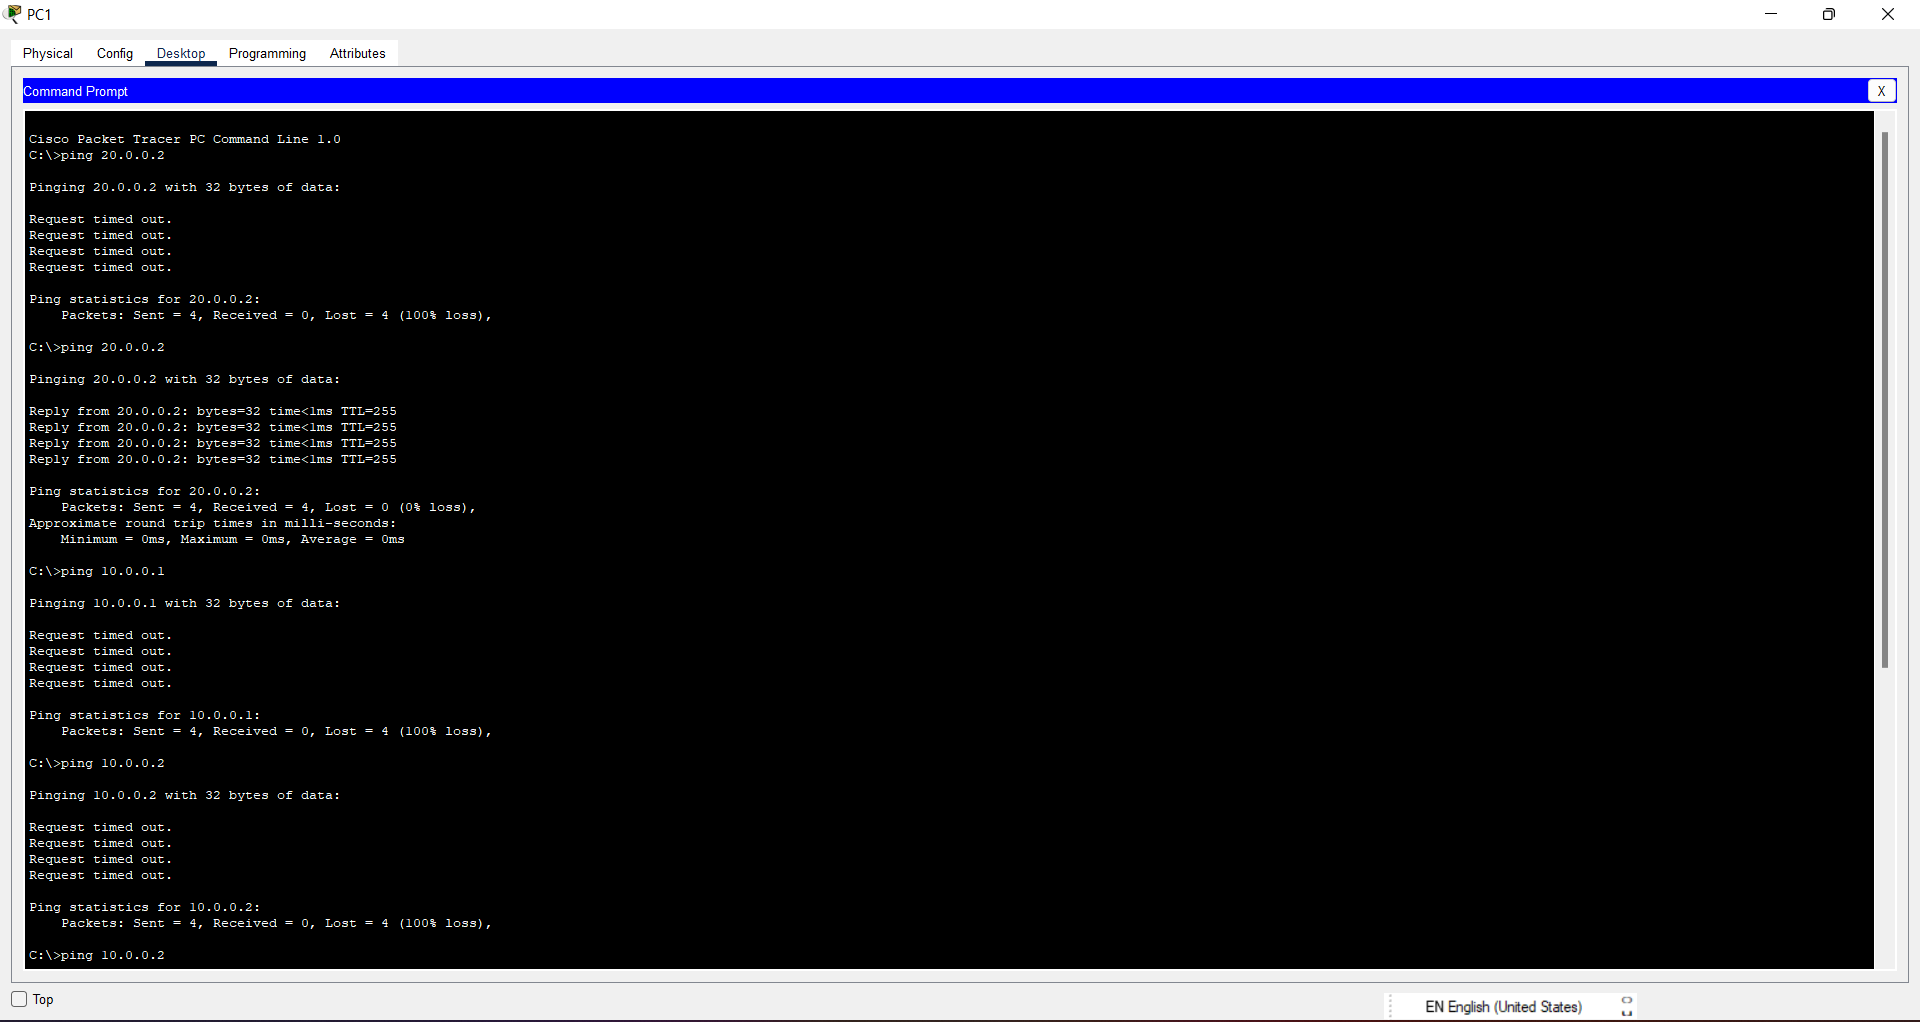 PC1
Physical Config Desktop Programming Attributes
Command Prompt X
Cisco Packet Tracer PC Command Line 1.0
C:\>ping 20.0.0.2
Pinging 20.0.0.2 with 32 bytes of data:
Request timed out.
Request timed out.
Request timed out.
Request timed out.
Ping statistics for 20.0.0.2:
Packets: Sent = 4, Received = 0, Lost = 4 (100% loss),
C:\>ping 20.0.0.2
Pinging 20.0.0.2 with 32 bytes of data:
Reply from 20.0.0.2: bytes=32 time<1ms TTL=255
Reply from 20.0.0.2: bytes=32 time<1ms TTL=255
Reply from 20.0.0.2: bytes=32 time<1ms TTL=255
Reply from 20.0.0.2: bytes=32 time<1ms TTL=255
Ping statistics for 20.0.0.2:
Packets: Sent = 4, Received = 4, Lost = 0 (0% loss),
Approximate round trip times in milli-seconds:
Minimum = 0ms, Maximum = 0ms, Average = 0ms
C:\>ping 10.0.0.1
Pinging 10.0.0.1 with 32 bytes of data:
Request timed out.
Request timed out.
Request timed out.
Request timed out.
Ping statistics for 10.0.0.1:
Packets: Sent = 4, Received = 0, Lost = 4 (100% loss),
C:\>ping 10.0.0.2
Pinging 10.0.0.2 with 32 bytes of data:
Request timed out.
Request timed out.
Request timed out.
Request timed out.
Ping statistics for 10.0.0.2:
Packets: Sent = 4, Received = 0, Lost = 4 (100% loss),
C:\>ping 10.0.0.2
Top
EN English (United States)